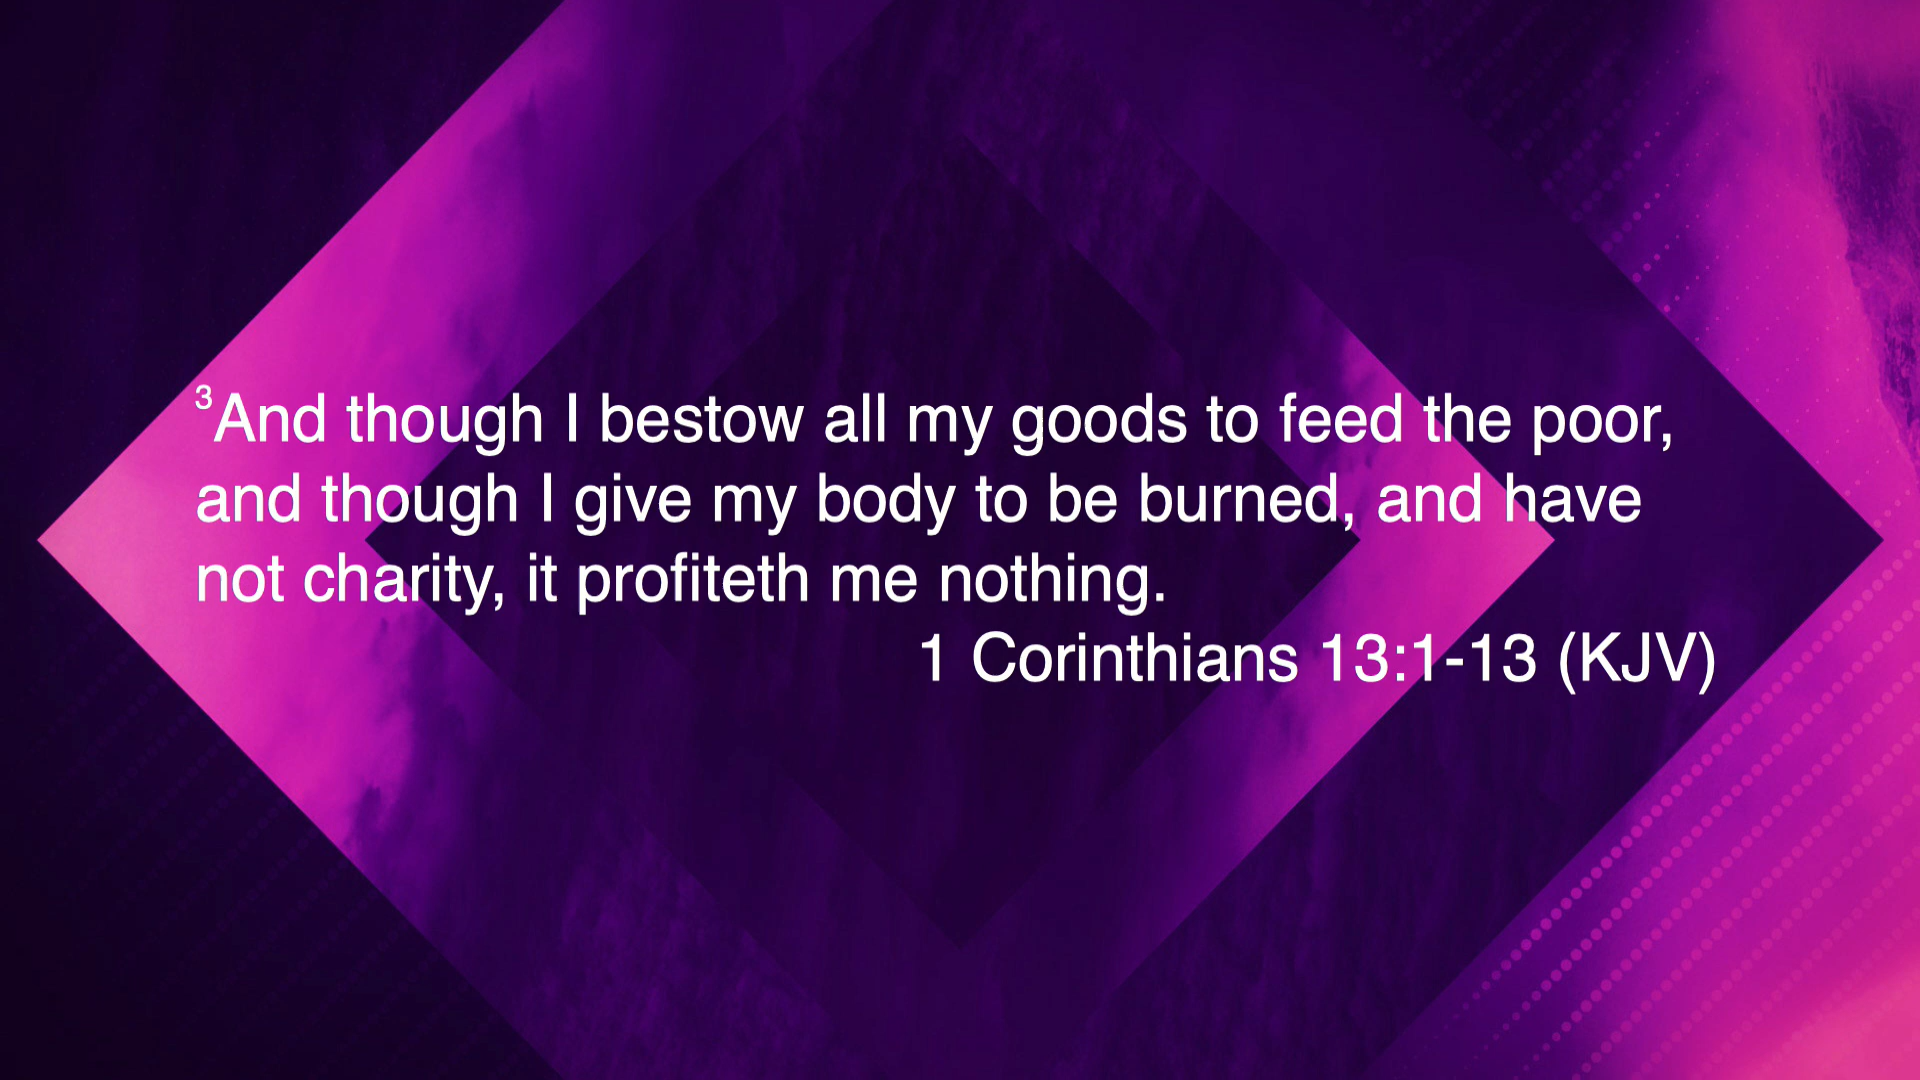 ³And though I bestow all my goods to feed the poor,
and though I give my body to be burned, and have
not charity, it profiteth me nothing.
1 Corinthians 13:1-13 (KJV)